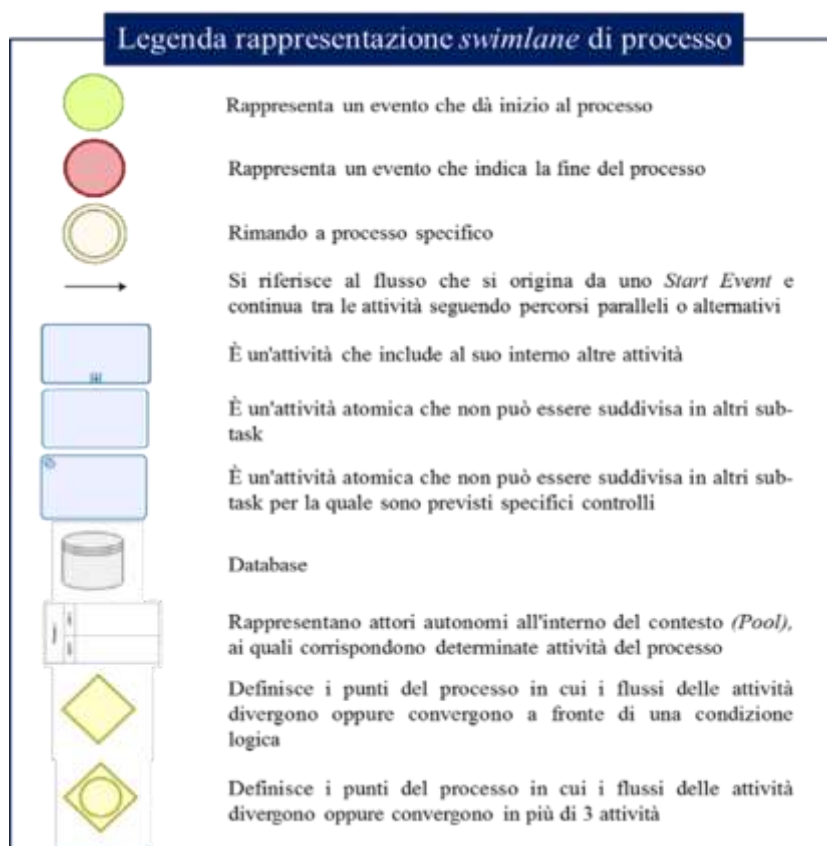 Legenda rappresentazione swimlane di processo
Rappresenta un evento che dà inizio al processo
Rappresenta un evento che indica la fine del processo
Rimando a processo specifico
Si riferisce al flusso che si origina da uno Start Event e
continua tra le attività seguendo percorsi paralleli o alternativi
È un'attività che include al suo interno altre attività
È un'attività atomica che non può essere suddivisa in altri sub-
task
È un'attività atomica che non può essere suddivisa in altri sub-
task per la quale sono previsti specifici controlli
Database
Rappresentano attori autonomi all'interno del contesto (Pool),
ai quali corrispondono determinate attività del processo
Definisce i punti del processo in cui i flussi delle attività
divergono oppure convergono a fronte di una condizione
logica
Definisce i punti del processo in cui i flussi delle attività
divergono oppure convergono in più di 3 attività